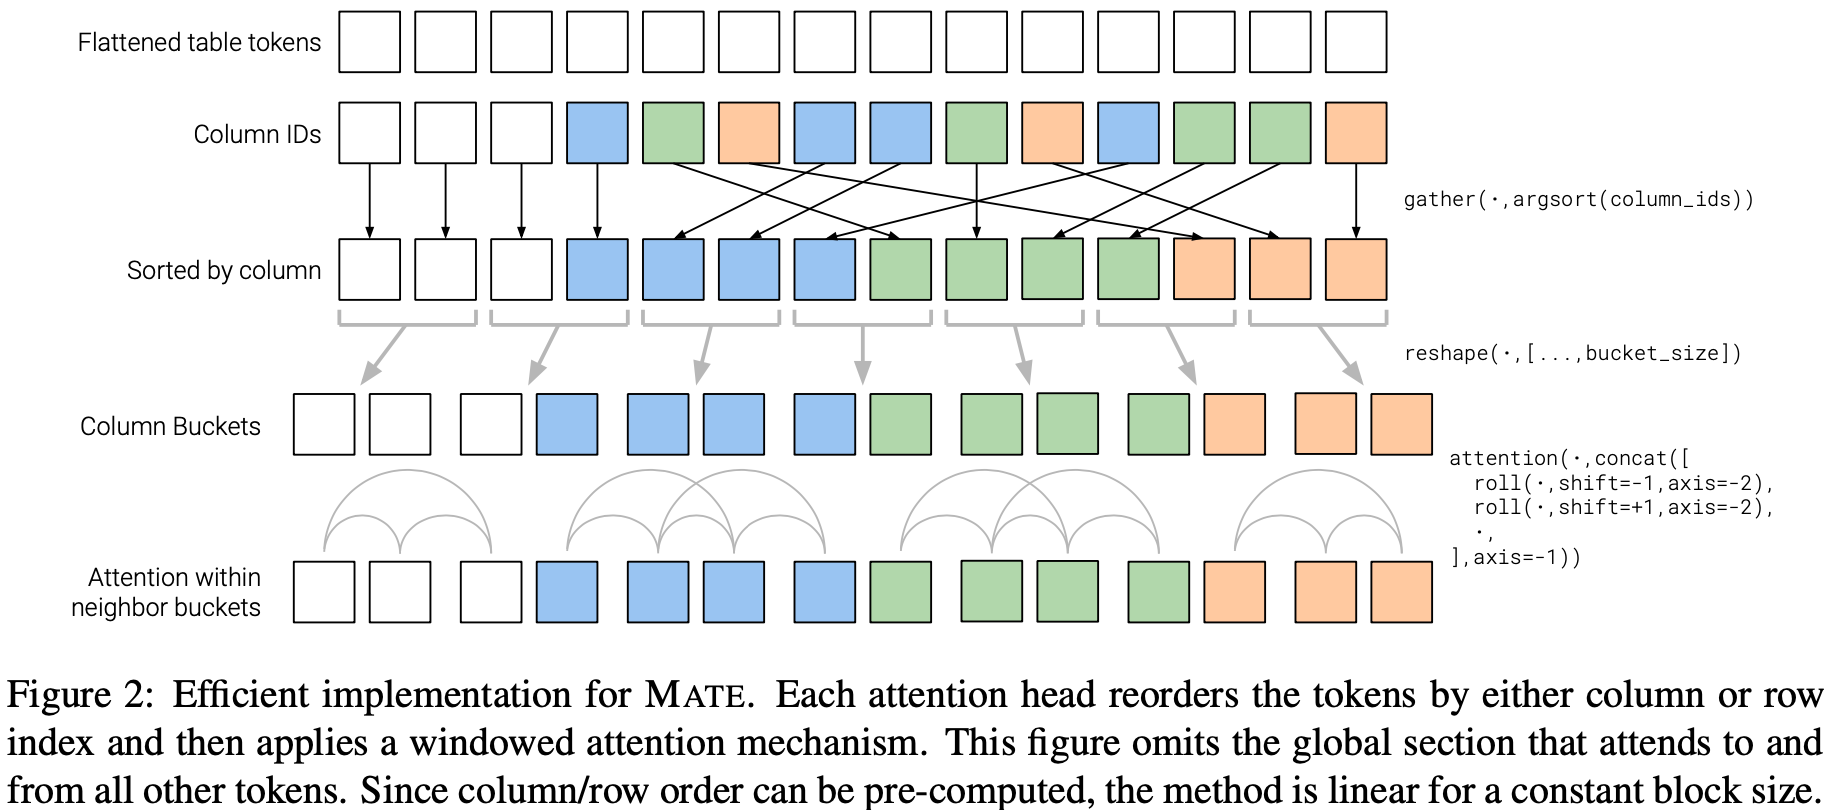 Flattened table tokens
Column IDs
gather(·,argsort(column_ids))
Sorted by column
reshape(·,[...,bucket_size])
Column Buckets
attention(·,concat([
roll(·,shift=-1,axis=-2),
roll(·,shift=+1,axis=-2),
·,
],axis=-1))
Attention within
neighbor buckets
Figure 2: Efficient implementation for MATE. Each attention head reorders the tokens by either column or row
index and then applies a windowed attention mechanism. This figure omits the global section that attends to and
from all other tokens. Since column/row order can be pre-computed, the method is linear for a constant block size.